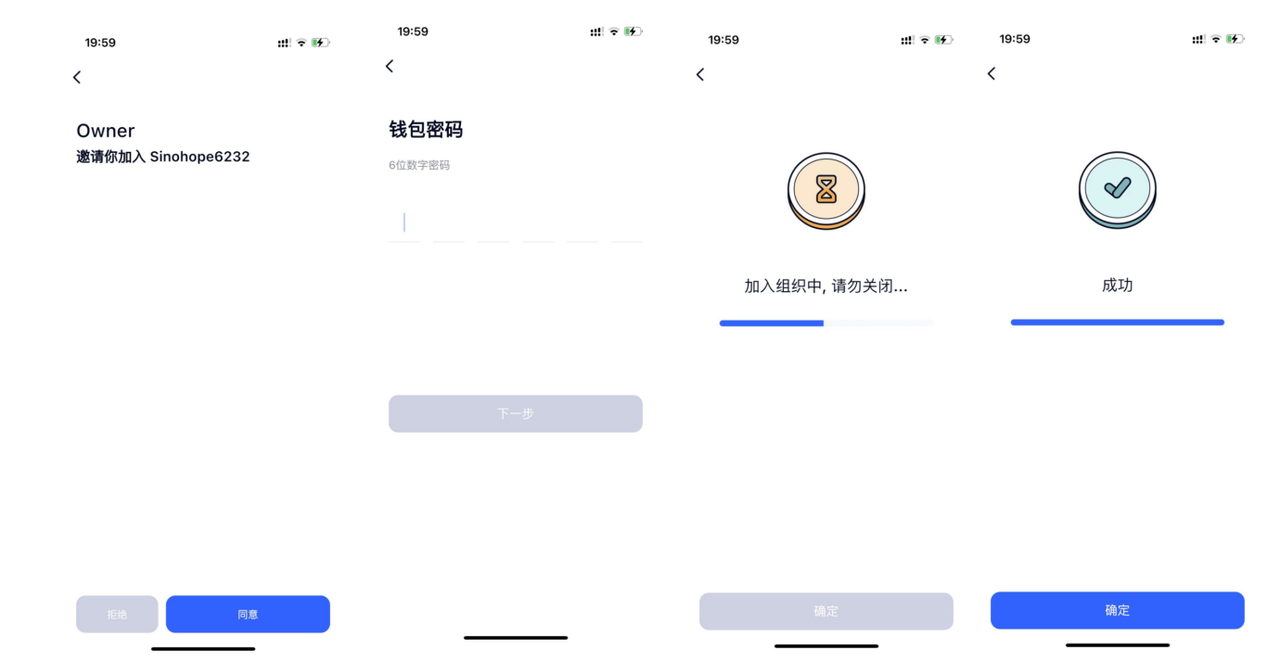 19:59
Owner
邀请你加入 Sinohope6232
拒绝
同意
19:59
钱包密码
6位数字密码
下一步
19:59
加入组织中, 请勿关闭...
确定
19:59
成功
确定